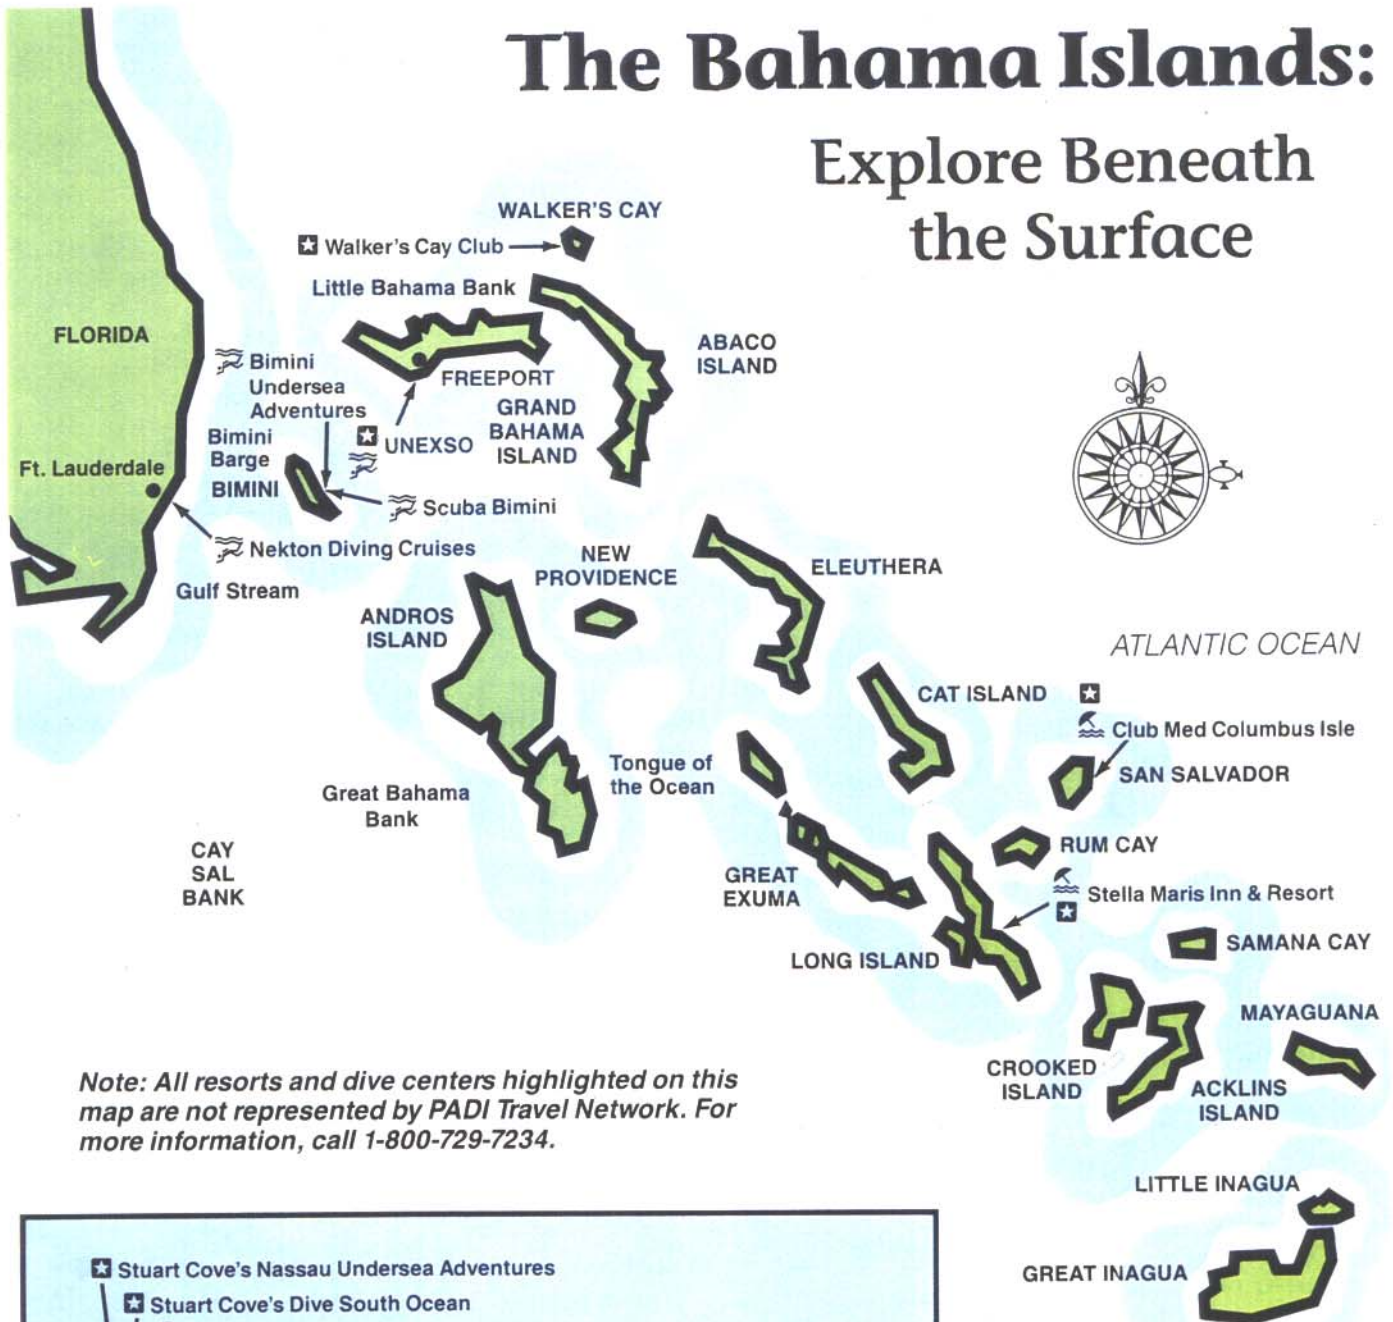 The Bahama Islands:
Explore Beneath
the Surface
WALKER'S CAY
Walker's Cay Club
Little Bahama Bank
FLORIDA
ABACO
ISLAND
Bimini
Undersea
Adventures
FREEPORT
GRAND
BAHAMA
ISLAND
UNEXSO
Bimini
Barge
BIMINI
Ft. Lauderdale
Scuba Bimini
Nekton Diving Cruises
Gulf Stream
NEW
PROVIDENCE
ELEUTHERA
ANDROS
ISLAND
ATLANTIC OCEAN
CAT ISLAND
Club Med Columbus Isle
SAN SALVADOR
Tongue of
the Ocean
Great Bahama
Bank
CAY
SAL
BANK
RUM CAY
GREAT
EXUMA
Stella Maris Inn & Resort
LONG ISLAND
SAMANA CAY
MAYAGUANA
CROOKED
ISLAND
ACKLINS
ISLAND
Note: All resorts and dive centers highlighted on this
map are not represented by PADI Travel Network. For
more information, call 1-800-729-7234.
LITTLE INAGUA
GREAT INAGUA
Stuart Cove's Nassau Undersea Adventures
Stuart Cove's Dive South Ocean